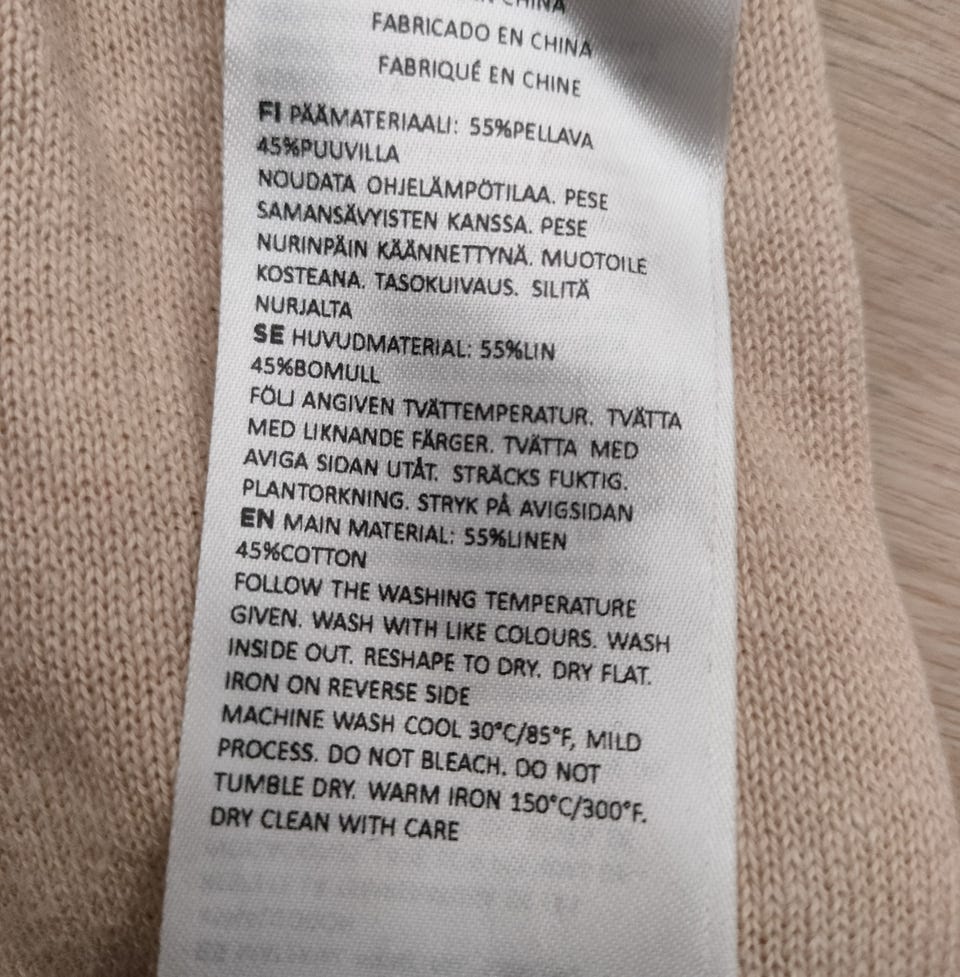 IN CHINA
FABRICADO EN CHINA
FABRIQUÉ EN CHINE
FI PÄÄMATERIAALI: 55%PELLAVA
45%PUUVILLA
NOUDATA OHJELÄMPÖTILAA. PESE
SAMANSÄVYISTEN KANSSA. PESE
NURINPÄIN KÄÄNNETTYNÄ. MUOTOILE
KOSTEANA. TASOKUIVAUS. SILITÄ
NURJALTA
SE HUVUDMATERIAL: 55%LIN
45%BOMULL
FÖLJ ANGIVEN TVÄTTEMPERATUR. TVÄTTA
MED LIKNANDE FÄRGER. TVÄTTA MED
AVIGA SIDAN UTÅT. STRÄCKS FUKTIG.
PLANTORKNING. STRYK PÅ AVIGSIDAN
EN MAIN MATERIAL: 55%LINEN
45%COTTON
FOLLOW THE WASHING TEMPERATURE
GIVEN. WASH WITH LIKE COLOURS. WASH
INSIDE OUT. RESHAPE TO DRY. DRY FLAT.
IRON ON REVERSE SIDE
MACHINE WASH COOL 30°C/85°F, MILD
PROCESS. DO NOT BLEACH. DO NOT
TUMBLE DRY. WARM IRON 150°C/300°F.
DRY CLEAN WITH CARE